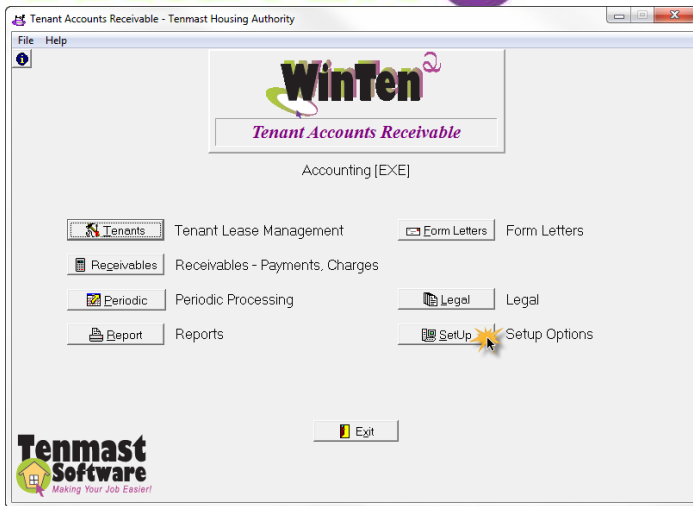 Tenant Accounts Receivable - Tenmast Housing Authority
File Help
WinTen2
Tenant Accounts Receivable
Accounting [EXE]
Tenants Tenant Lease Management Form Letters Form Letters
Receivables Receivables - Payments, Charges
Periodic Periodic Processing Legal Legal
Report Reports SetUp Setup Options
Exit
Tenmast
Software
Making Your Job Easier!